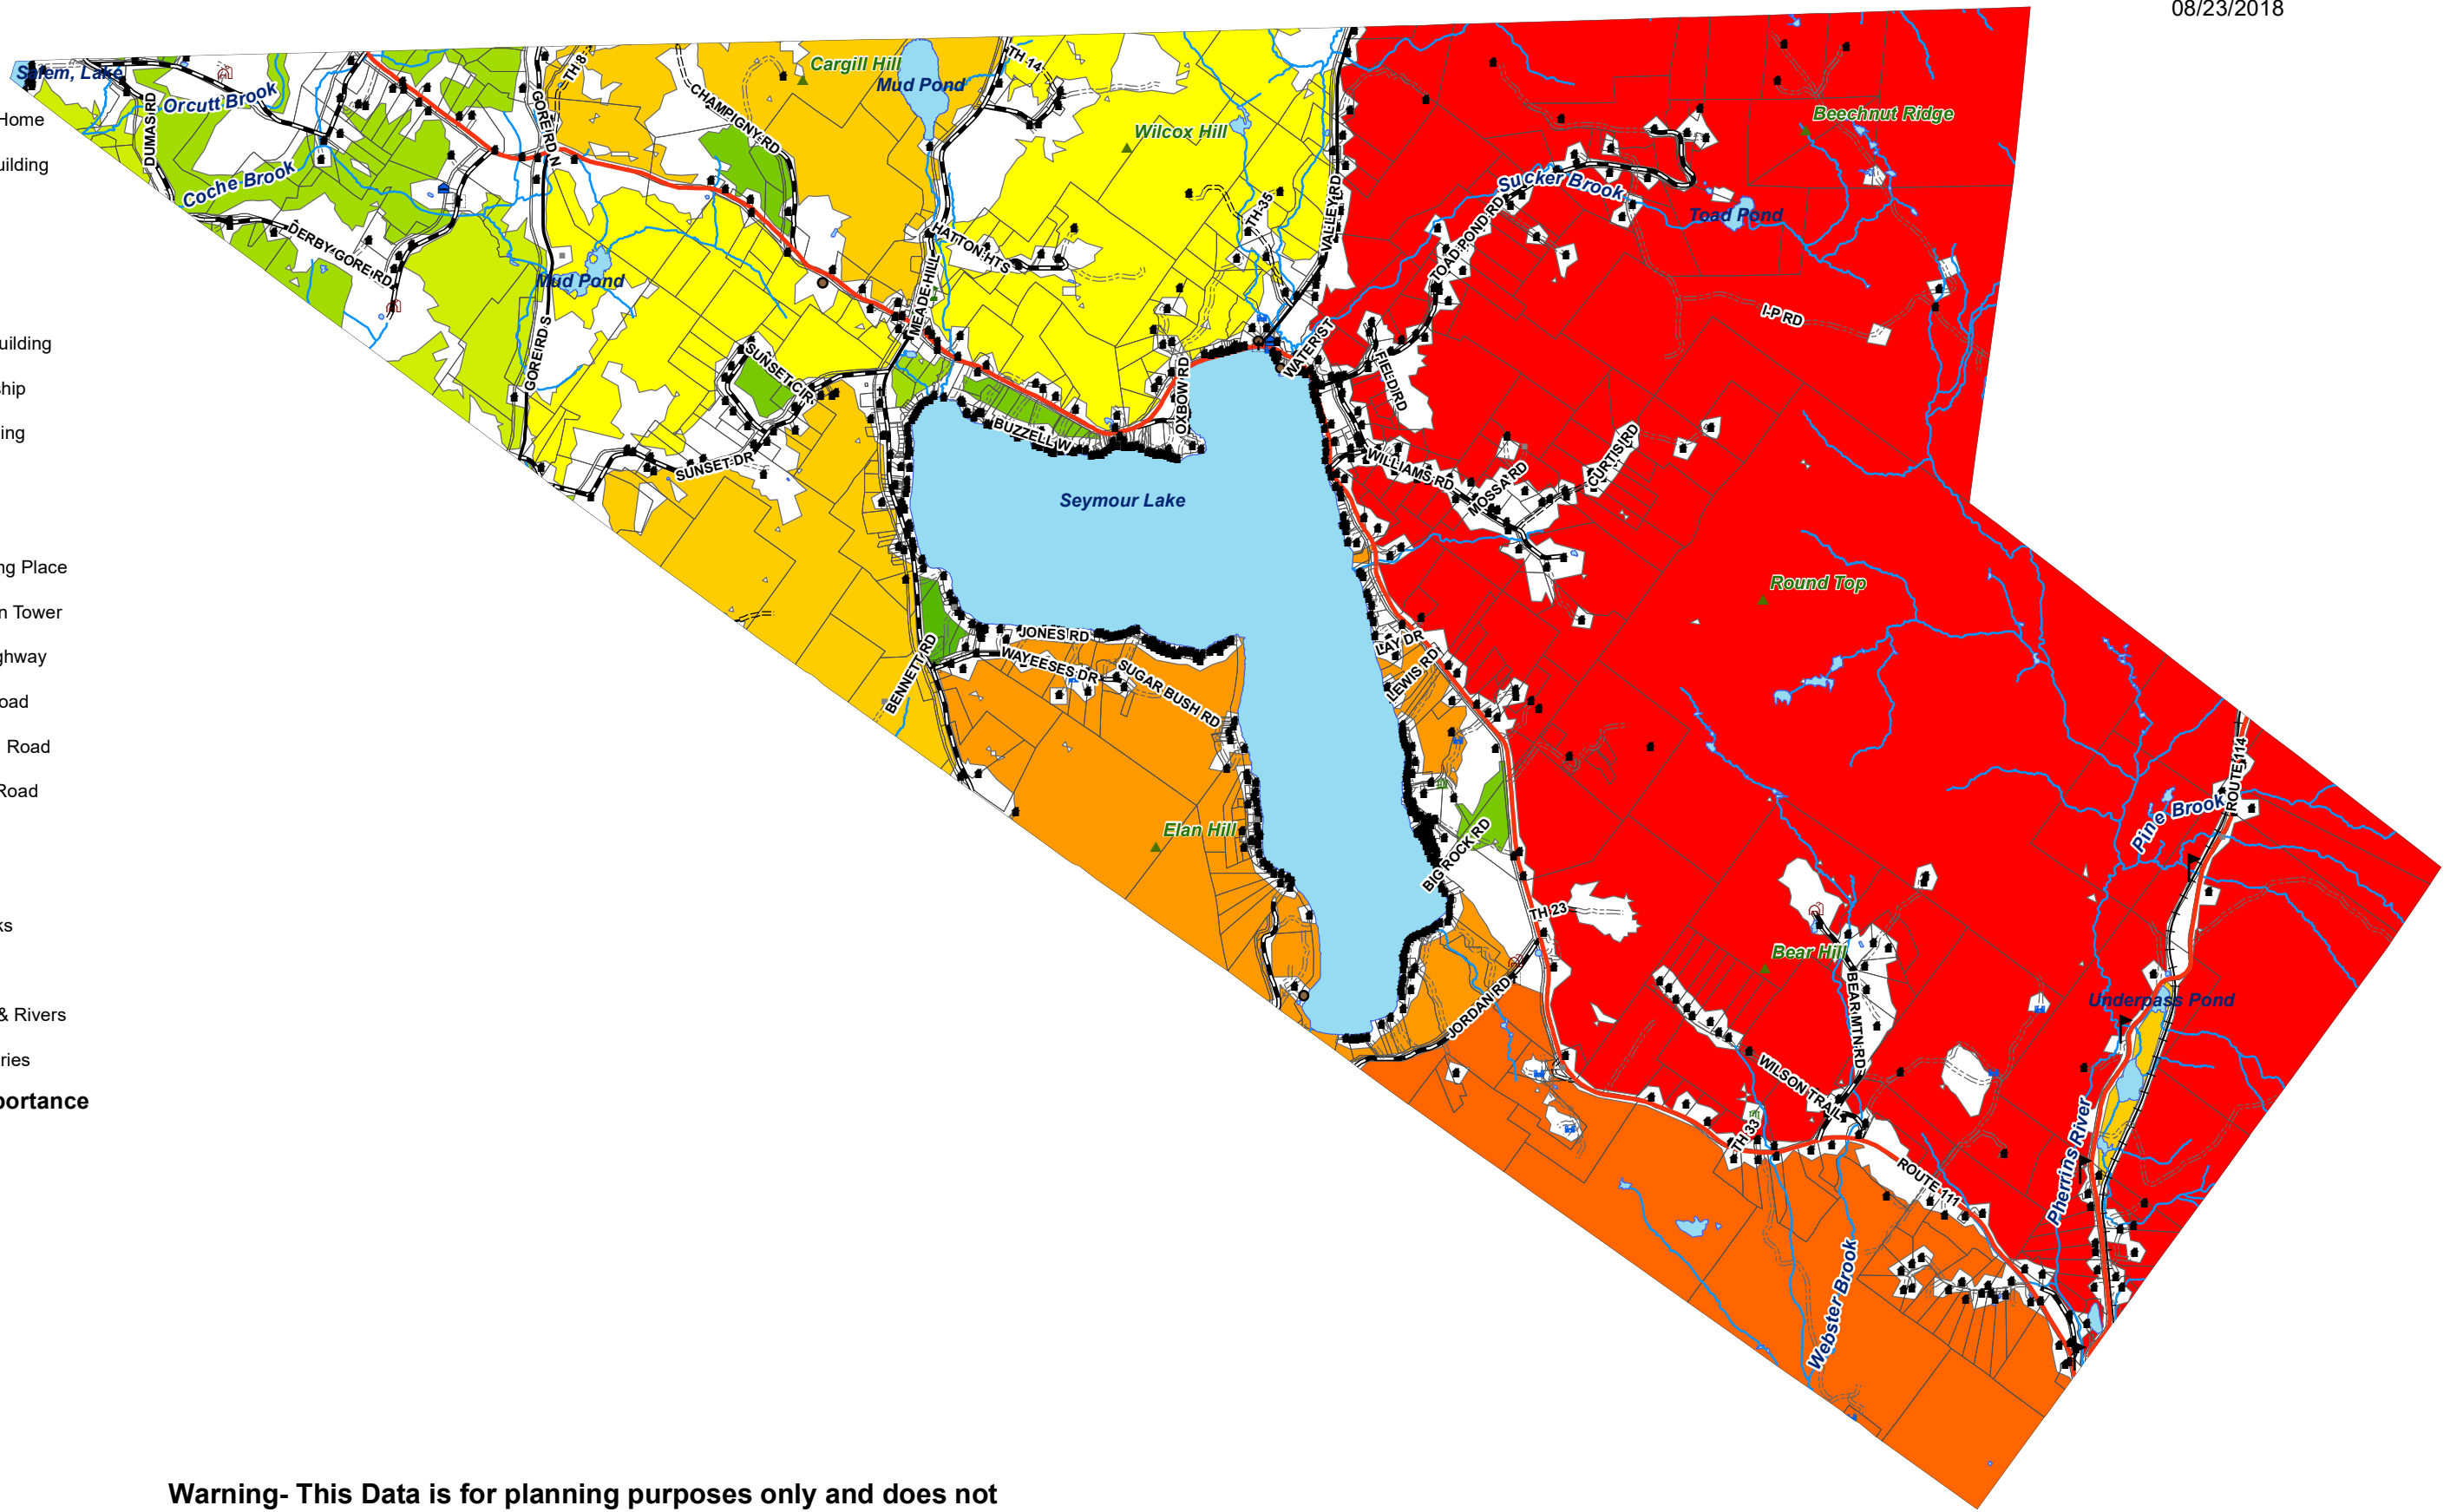 08/23/2018
Home
uilding
uilding
ship
ing
ng Place
n Tower
ghway
oad
Road
Road
ks
& Rivers
ries
portance
Salem, Lake
Orcutt Brook
DUMAS RD
Coche Brook
DERBY GORE RD
GORE RD N
TH 8
Mud Pond
GORE RD S
CHAMPIGNY RD
Cargill Hill
Mud Pond
TH 14
Wilcox Hill
HATTON HTS
TH 35
VALLEY RD
MEADE HILL
SUNSET CIR
SUNSET DR
BUZZELL W
OXBOW RD
WATER ST
Seymour Lake
Sucker Brook
TOAD POND RD
Beechnut Ridge
Toad Pond
I-P RD
FIELD RD
WILLIAMS RD
MOSSA RD
CURTIS RD
Round Top
JONES RD
WAYEESES DR
SUGAR BUSH RD
BENNETT RD
LAY DR
LEWIS RD
Elan Hill
BIG ROCK RD
TH 23
JORDAN RD
Bear Hill
BEAR MTN RD
WILSON TRAIL
TH 33
ROUTE 111
Webster Brook
Pherrins River
Underpass Pond
Pine Brook
ROUTE 114
Warning- This Data is for planning purposes only and does not